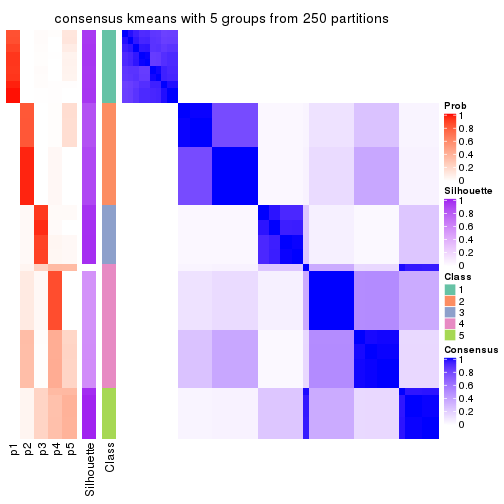 consensus kmeans with 5 groups from 250 partitions
Prob
1
0.8
0.6
0.4
0.2
0
Silhouette
1
0.8
0.6
0.4
0.2
0
Class
1
2
3
4
5
Consensus
1
0.8
0.6
0.4
0.2
0
p1
p2
p3
p4
p5
Silhouette
Class